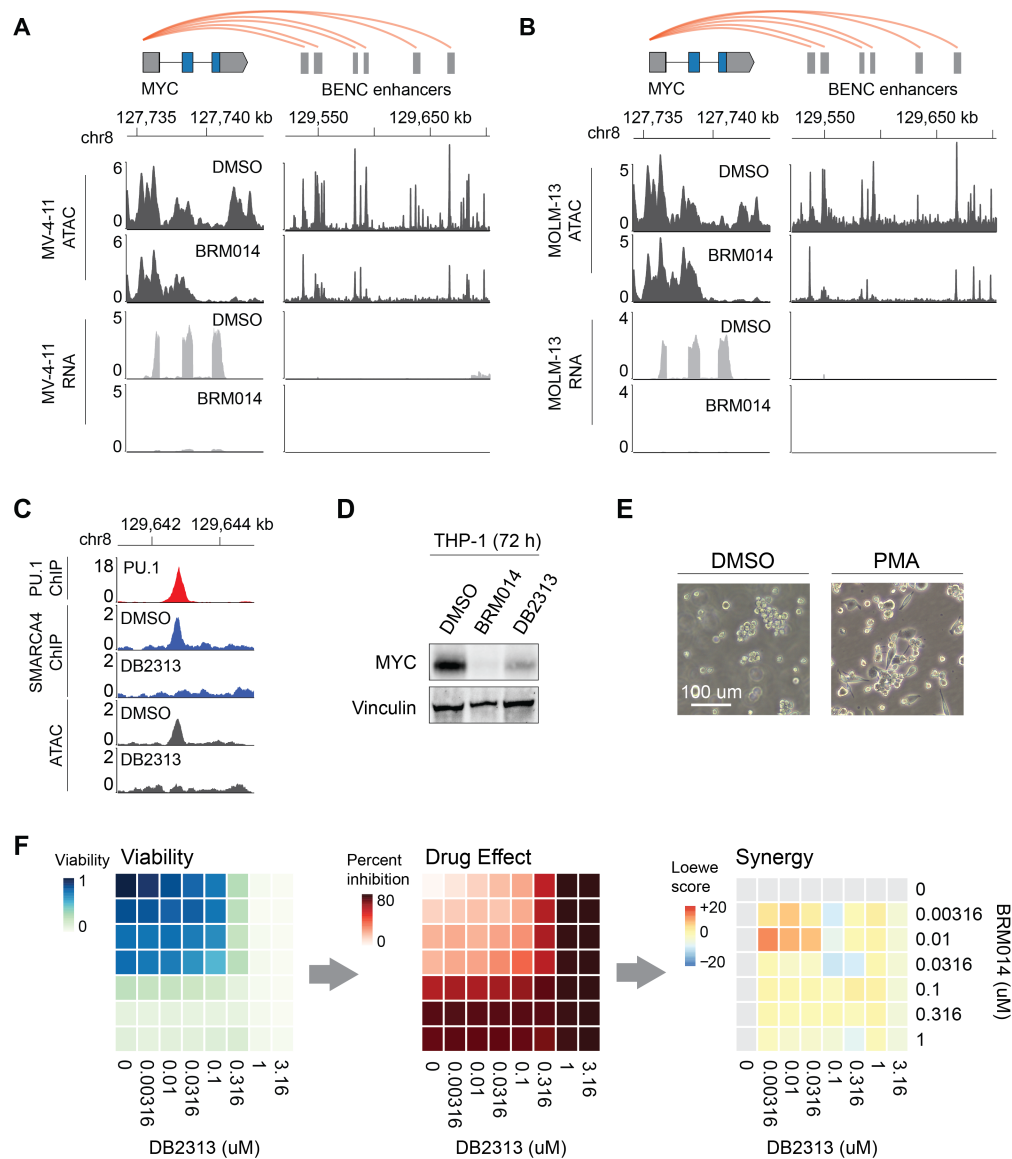 A
MYC
BENC enhancers
127,735
127,740 kb
129,550
129,650 kb
chr8
MV-4-11
ATAC
6
0
DMSO
6
0
BRM014
MV-4-11
RNA
5
0
DMSO
5
0
BRM014
B
MYC
BENC enhancers
127,735
127,740 kb
129,550
129,650 kb
chr8
MOLM-13
ATAC
5
0
DMSO
5
0
BRM014
MOLM-13
RNA
4
0
DMSO
4
0
BRM014
C
129,642
129,644 kb
chr8
PU.1
ChIP
18
0
PU.1
SMARCA4
ChIP
2
0
DMSO
2
0
DB2313
ATAC
2
0
DMSO
2
0
DB2313
D
THP-1 (72 h)
DMSO
BRM014
DB2313
MYC
Vinculin
E
DMSO
PMA
100 um
F
Viability
1
0
Viability
0
0.00316
0.01
0.0316
0.1
0.316
1
3.16
DB2313 (uM)
Percent
inhibition
80
0
Drug Effect
0
0.00316
0.01
0.0316
0.1
0.316
1
3.16
DB2313 (uM)
Loewe
score
+20
0
−20
Synergy
0
0.00316
0.01
0.0316
0.1
0.316
1
BRM014 (uM)
0
0.00316
0.01
0.0316
0.1
0.316
1
3.16
DB2313 (uM)